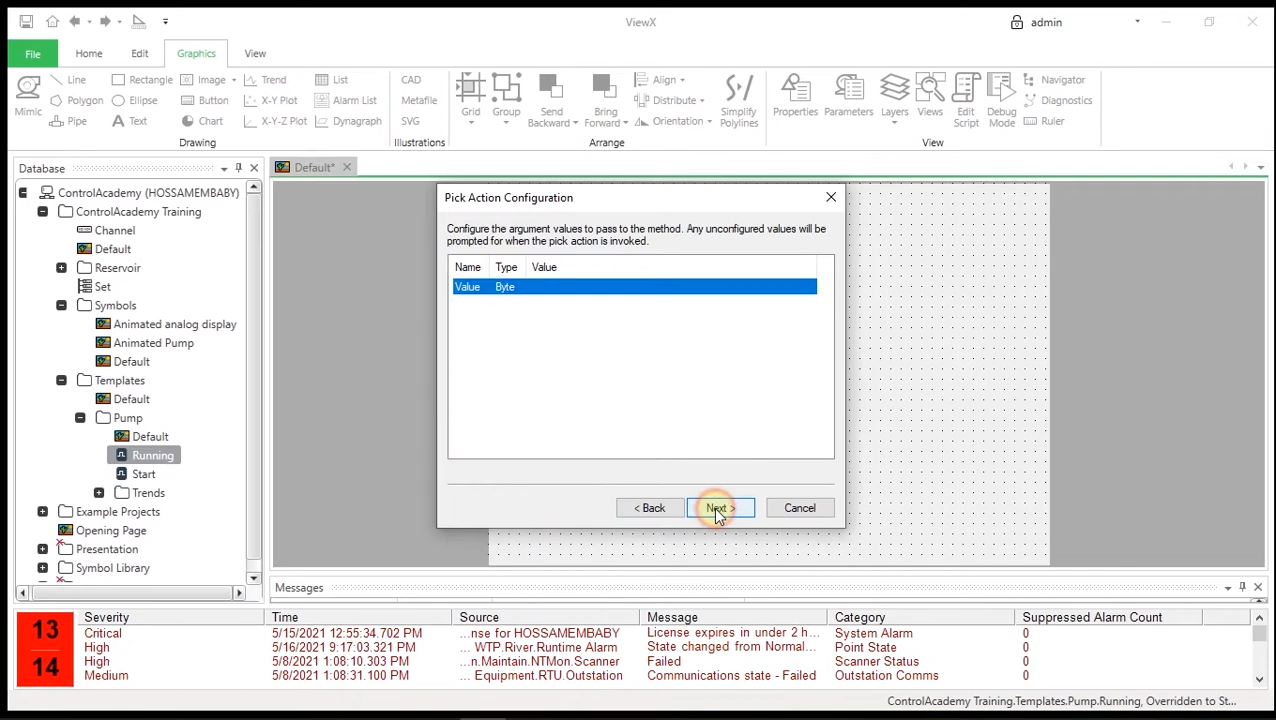 ViewX
admin
File
Home
Edit
Graphics
View
Mimic
Line
Polygon
Pipe
Rectangle
Ellipse
Text
Image
Button
Chart
Trend
X-Y Plot
X-Y-Z Plot
List
Alarm List
Dynagraph
Drawing
CAD
Metafile
SVG
Illustrations
Grid
Group
Send
Backward
Bring
Forward
Align
Distribute
Orientation
Simplify
Polylines
Arrange
Properties
Parameters
Layers
Views
Edit
Script
Debug
Mode
Navigator
Diagnostics
Ruler
View
Database
ControlAcademy (HOSSAMEMBABY)
ControlAcademy Training
Channel
Default
Reservoir
Set
Symbols
Animated analog display
Animated Pump
Default
Templates
Default
Pump
Default
Running
Start
Trends
Example Projects
Opening Page
Presentation
Symbol Library
Default*
Pick Action Configuration
Configure the argument values to pass to the method. Any unconfigured values will be
prompted for when the pick action is invoked.
Name Type Value
Value Byte
< Back
Next >
Cancel
Messages
13
14
Severity Time Source Message Category Suppressed Alarm Count
Critical 5/15/2021 12:55:34.702 PM ...nse for HOSSAMEMBABY License expires in under 2 h... System Alarm 0
High 5/16/2021 9:17:03.321 PM ... WTP.River.Runtime Alarm State changed from Normal... Point State 0
High 5/8/2021 1:08:10.303 PM ...n.Maintain.NTMon.Scanner Failed Scanner Status 0
Medium 5/8/2021 1:08:31.100 PM ... Equipment.RTU.Outstation Communications state - Failed Outstation Comms 0
ControlAcademy Training.Templates.Pump.Running, Overridden to St...